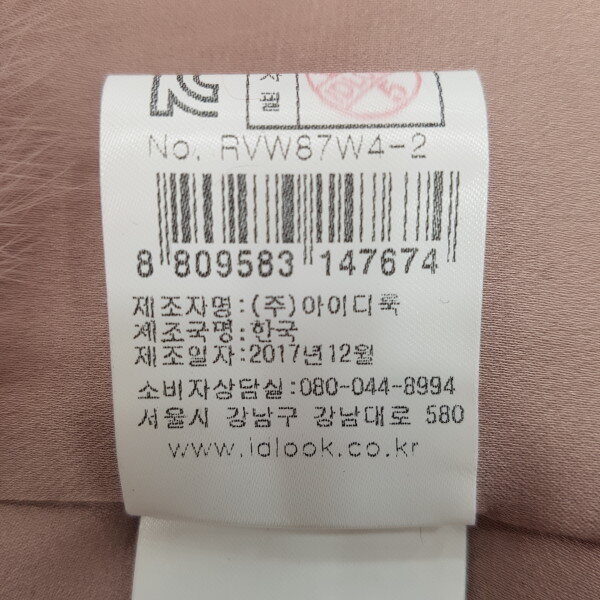 자 렴
No. RVW87W4-2
8 809583 147674
제조자명:(주)아이디룩
제조국명:한국
제조일자:2017년12월
소비자상담실:080-044-8994
서울시 강남구 강남대로 580
www.idlook.co.kr